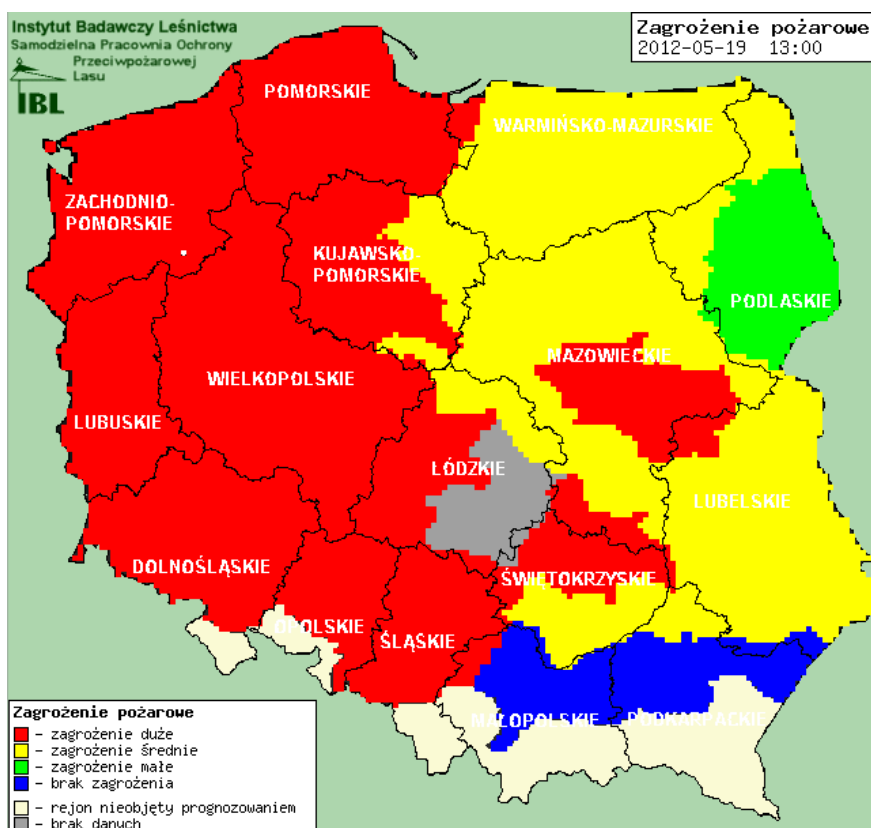 Instytut Badawczy Leśnictwa
Samodzielna Pracownia Ochrony
Przeciwpożarowej
Lasu
IBL
Zagrożenie pożarowe
2012-05-19 13:00
POMORSKIE
WARMIŃSKO-MAZURSKIE
ZACHODNIO-
POMORSKIE
KUJAWSKO-
POMORSKIE
PODLASKIE
MAZOWIECKIE
WIELKOPOLSKIE
LUBUSKIE
ŁÓDZKIE
LUBELSKIE
DOLNOŚLĄSKIE
ŚWIĘTOKRZYSKIE
OPOLSKIE
ŚLĄSKIE
MAŁOPOLSKIE
PODKARPACKIE
Zagrożenie pożarowe
- zagrożenie duże
- zagrożenie średnie
- zagrożenie małe
- brak zagrożenia
- rejon nieobjęty prognozowaniem
- brak danych